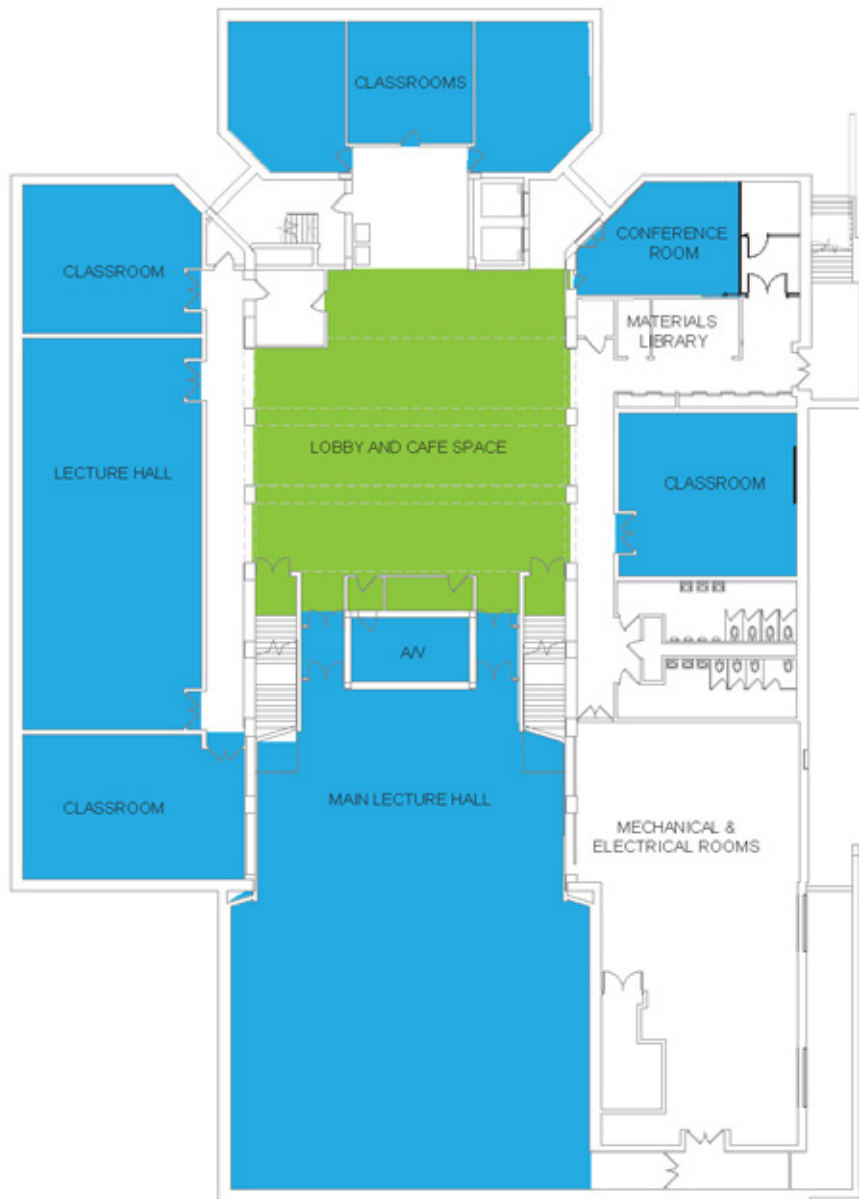 CLASSROOMS
CONFERENCE
ROOM
CLASSROOM
MATERIALS
LIBRARY
LOBBY AND CAFE SPACE
LECTURE HALL
CLASSROOM
A/V
MAIN LECTURE HALL
CLASSROOM
MECHANICAL &
ELECTRICAL ROOMS